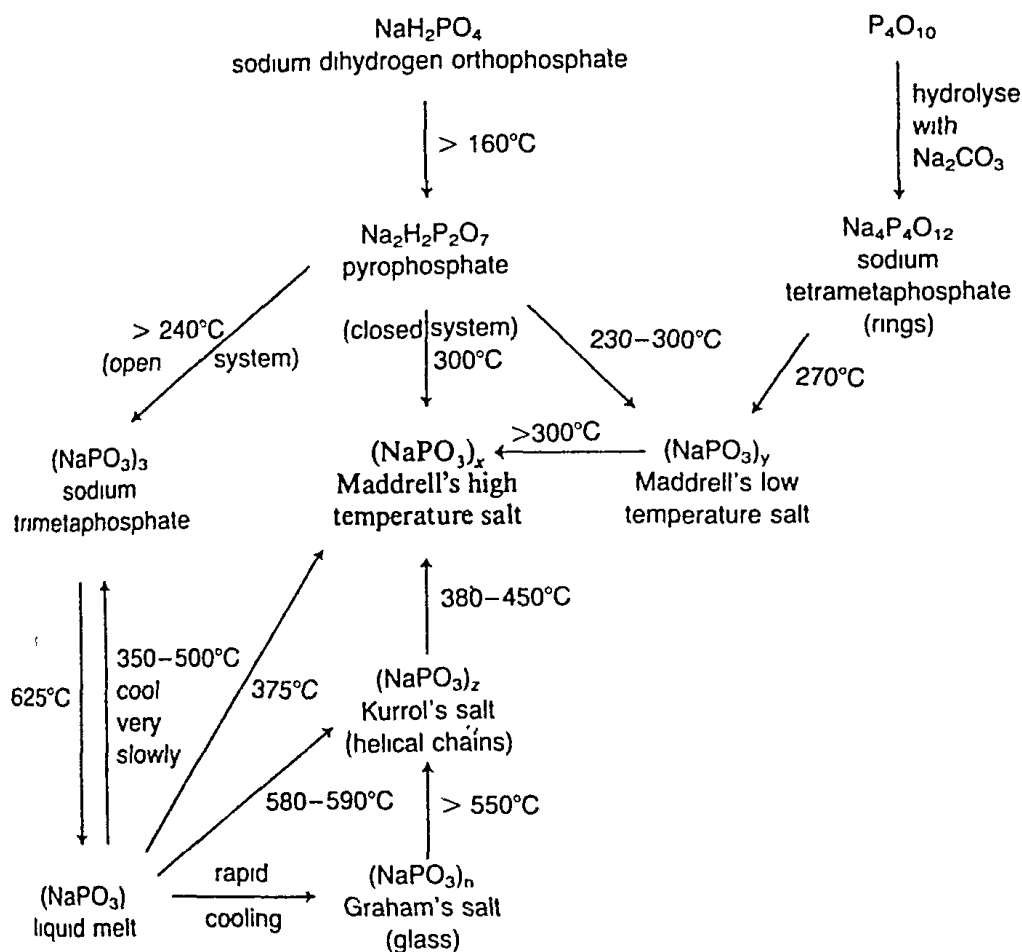 NaH₂PO₄
sodium dihydrogen orthophosphate
P₄O₁₀
> 160°C
hydrolyse
with
Na₂CO₃
Na₂H₂P₂O₇
pyrophosphate
Na₄P₄O₁₂
sodium
tetrametaphosphate
(rings)
> 240°C
(open system)
(closed system)
300°C
230–300°C
270°C
(NaPO₃)₃
sodium
trimetaphosphate
(NaPO₃)ₓ
Maddrell's high
temperature salt
>300°C
(NaPO₃)y
Maddrell's low
temperature salt
625°C
350–500°C
cool
very
slowly
375°C
380–450°C
(NaPO₃)z
Kurrol's salt
(helical chains)
580–590°C
> 550°C
(NaPO₃)
liquid melt
rapid
cooling
(NaPO₃)ₙ
Graham's salt
(glass)